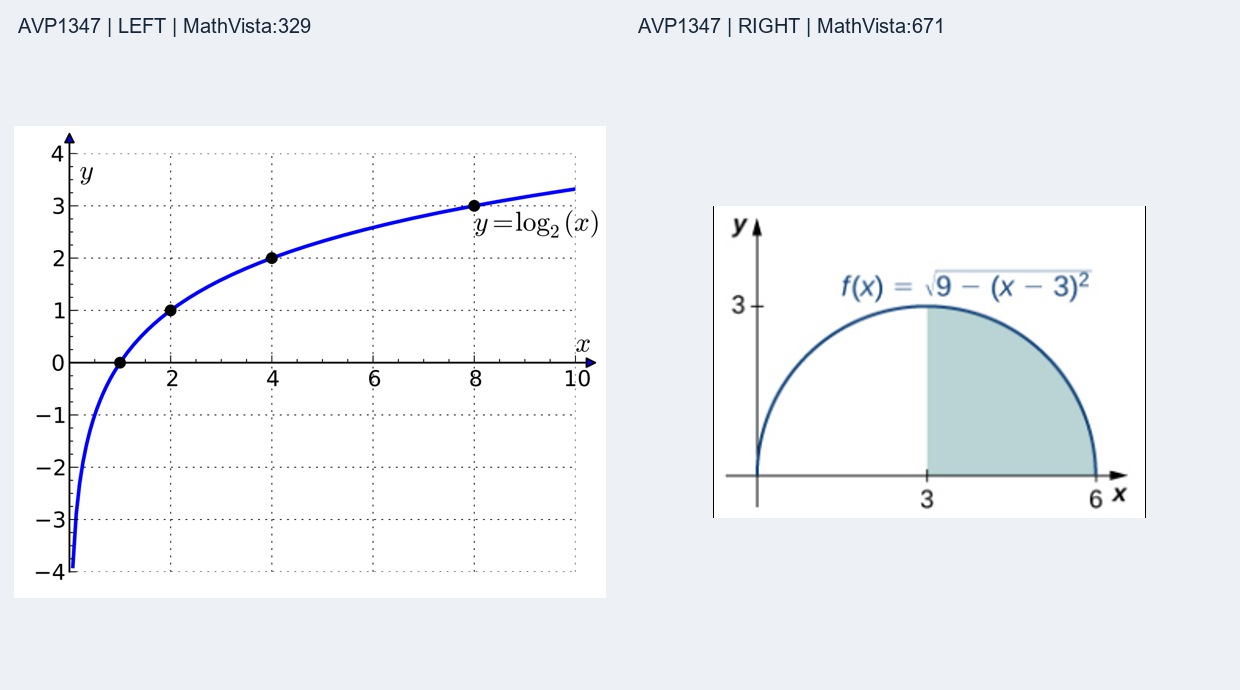 AVP1347 | LEFT | MathVista:329
4
y
3
y=log₂(x)
2
1
x
0
2 4 6 8 10
−1
−2
−3
−4
AVP1347 | RIGHT | MathVista:671
y
f(x) = √9 − (x − 3)²
3
3 6 x